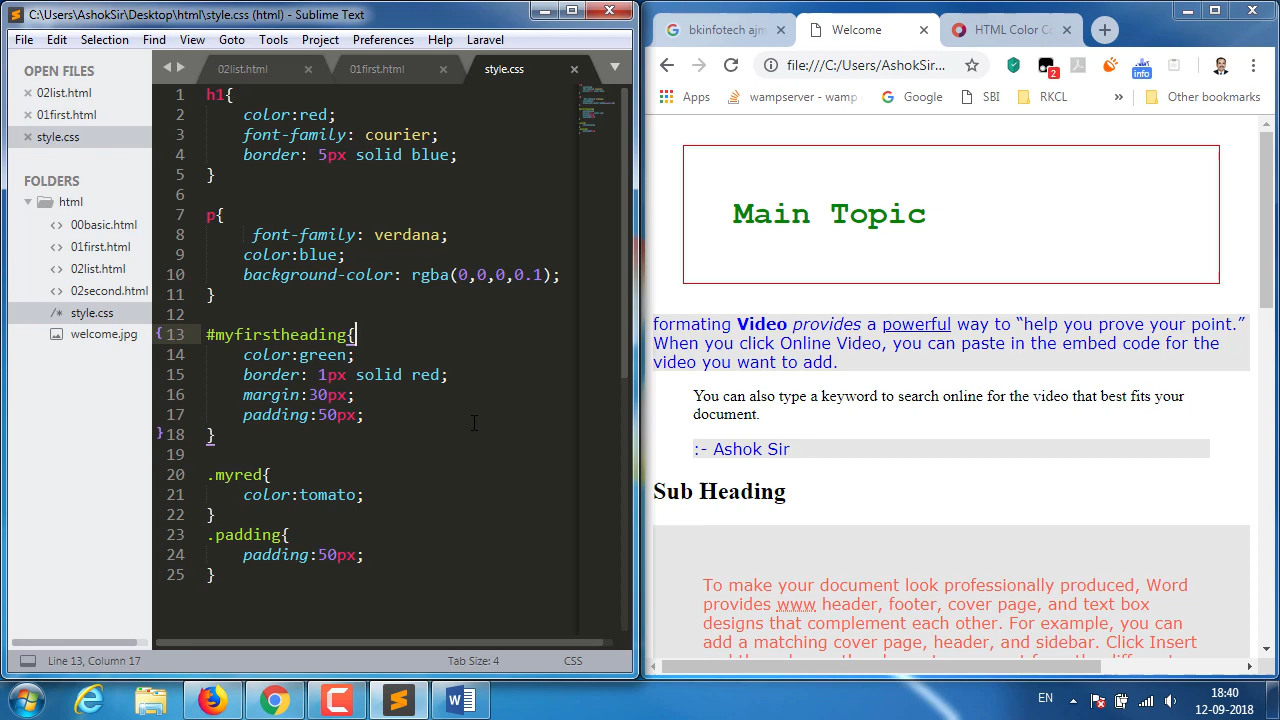 C:\Users\AshokSir\Desktop\html\style.css (html) - Sublime Text
File Edit Selection Find View Goto Tools Project Preferences Help Laravel
OPEN FILES
02list.html
01first.html
style.css
FOLDERS
html
00basic.html
01first.html
02list.html
02second.html
style.css
welcome.jpg
02list.html 01first.html style.css
1 h1{
2 color:red;
3 font-family: courier;
4 border: 5px solid blue;
5 }
6
7 p{
8 font-family: verdana;
9 color:blue;
10 background-color: rgba(0,0,0,0.1);
11 }
12
13 #myfirstheading{
14 color:green;
15 border: 1px solid red;
16 margin:30px;
17 padding:50px;
18 }
19
20 .myred{
21 color:tomato;
22 }
23 .padding{
24 padding:50px;
25 }
Line 13, Column 17 Tab Size: 4 CSS
bkinfotech ajm Welcome HTML Color C
file:///C:/Users/AshokSir... 2 info
Apps wampserver - wamp Google SBI RKCL » Other bookmarks
Main Topic
formating Video provides a powerful way to “help you prove your point.”
When you click Online Video, you can paste in the embed code for the
video you want to add.
You can also type a keyword to search online for the video that best fits your
document.
:- Ashok Sir
Sub Heading
To make your document look professionally produced, Word
provides www header, footer, cover page, and text box
designs that complement each other. For example, you can
add a matching cover page, header, and sidebar. Click Insert
EN 18:40
12-09-2018